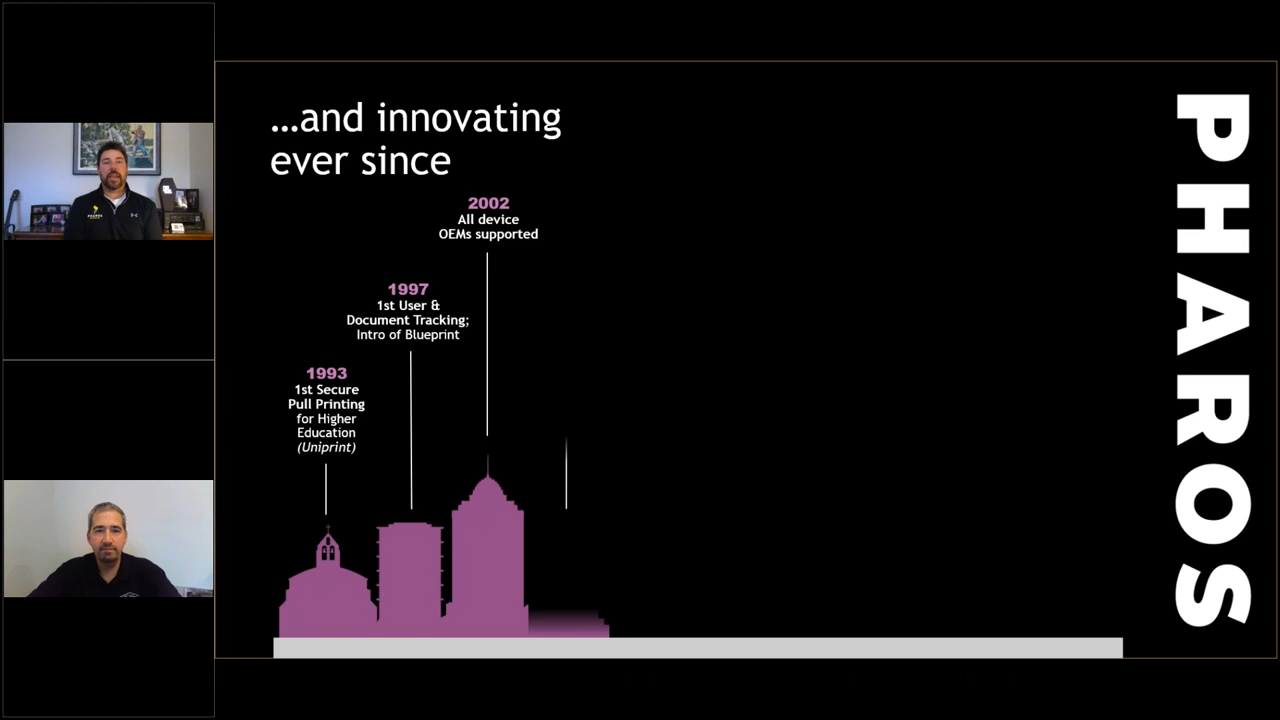 …and innovating
ever since
2002
All device
OEMs supported
1997
1st User &
Document Tracking;
Intro of Blueprint
1993
1st Secure
Pull Printing
for Higher
Education
(Uniprint)
PHAROS